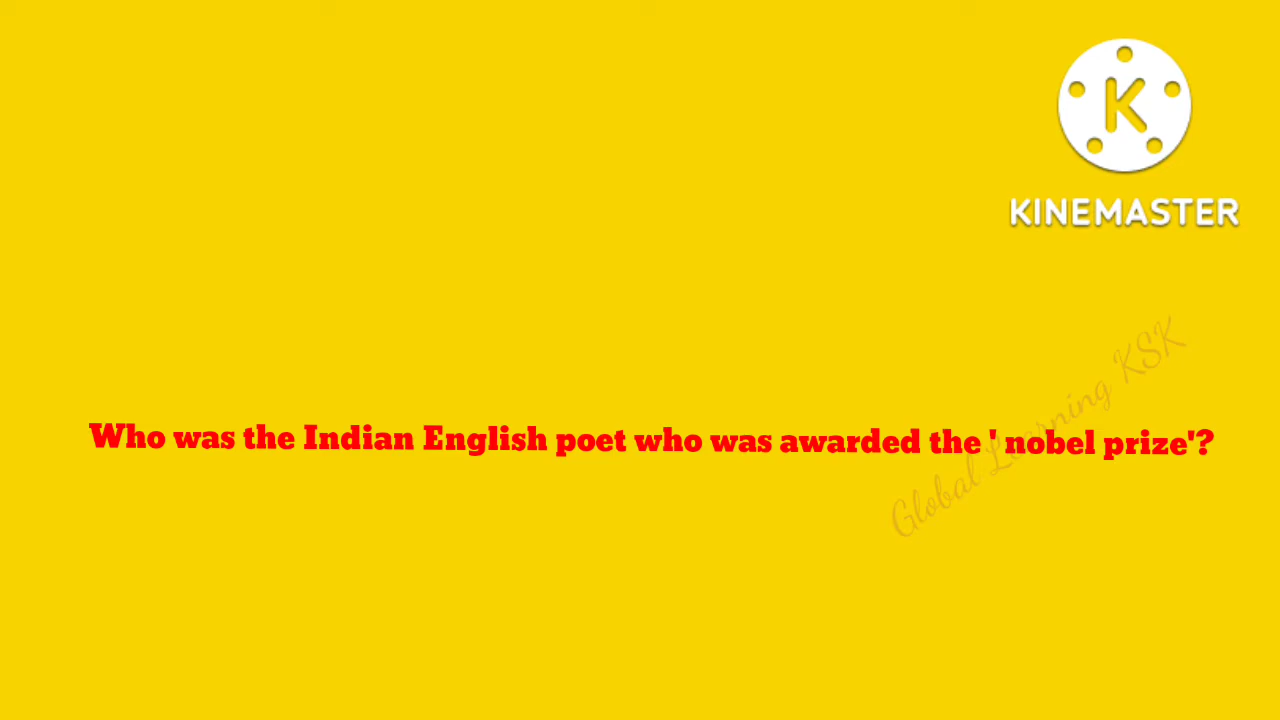 K
KINEMASTER
Global Learning KSK
Who was the Indian English poet who was awarded the ' nobel prize'?